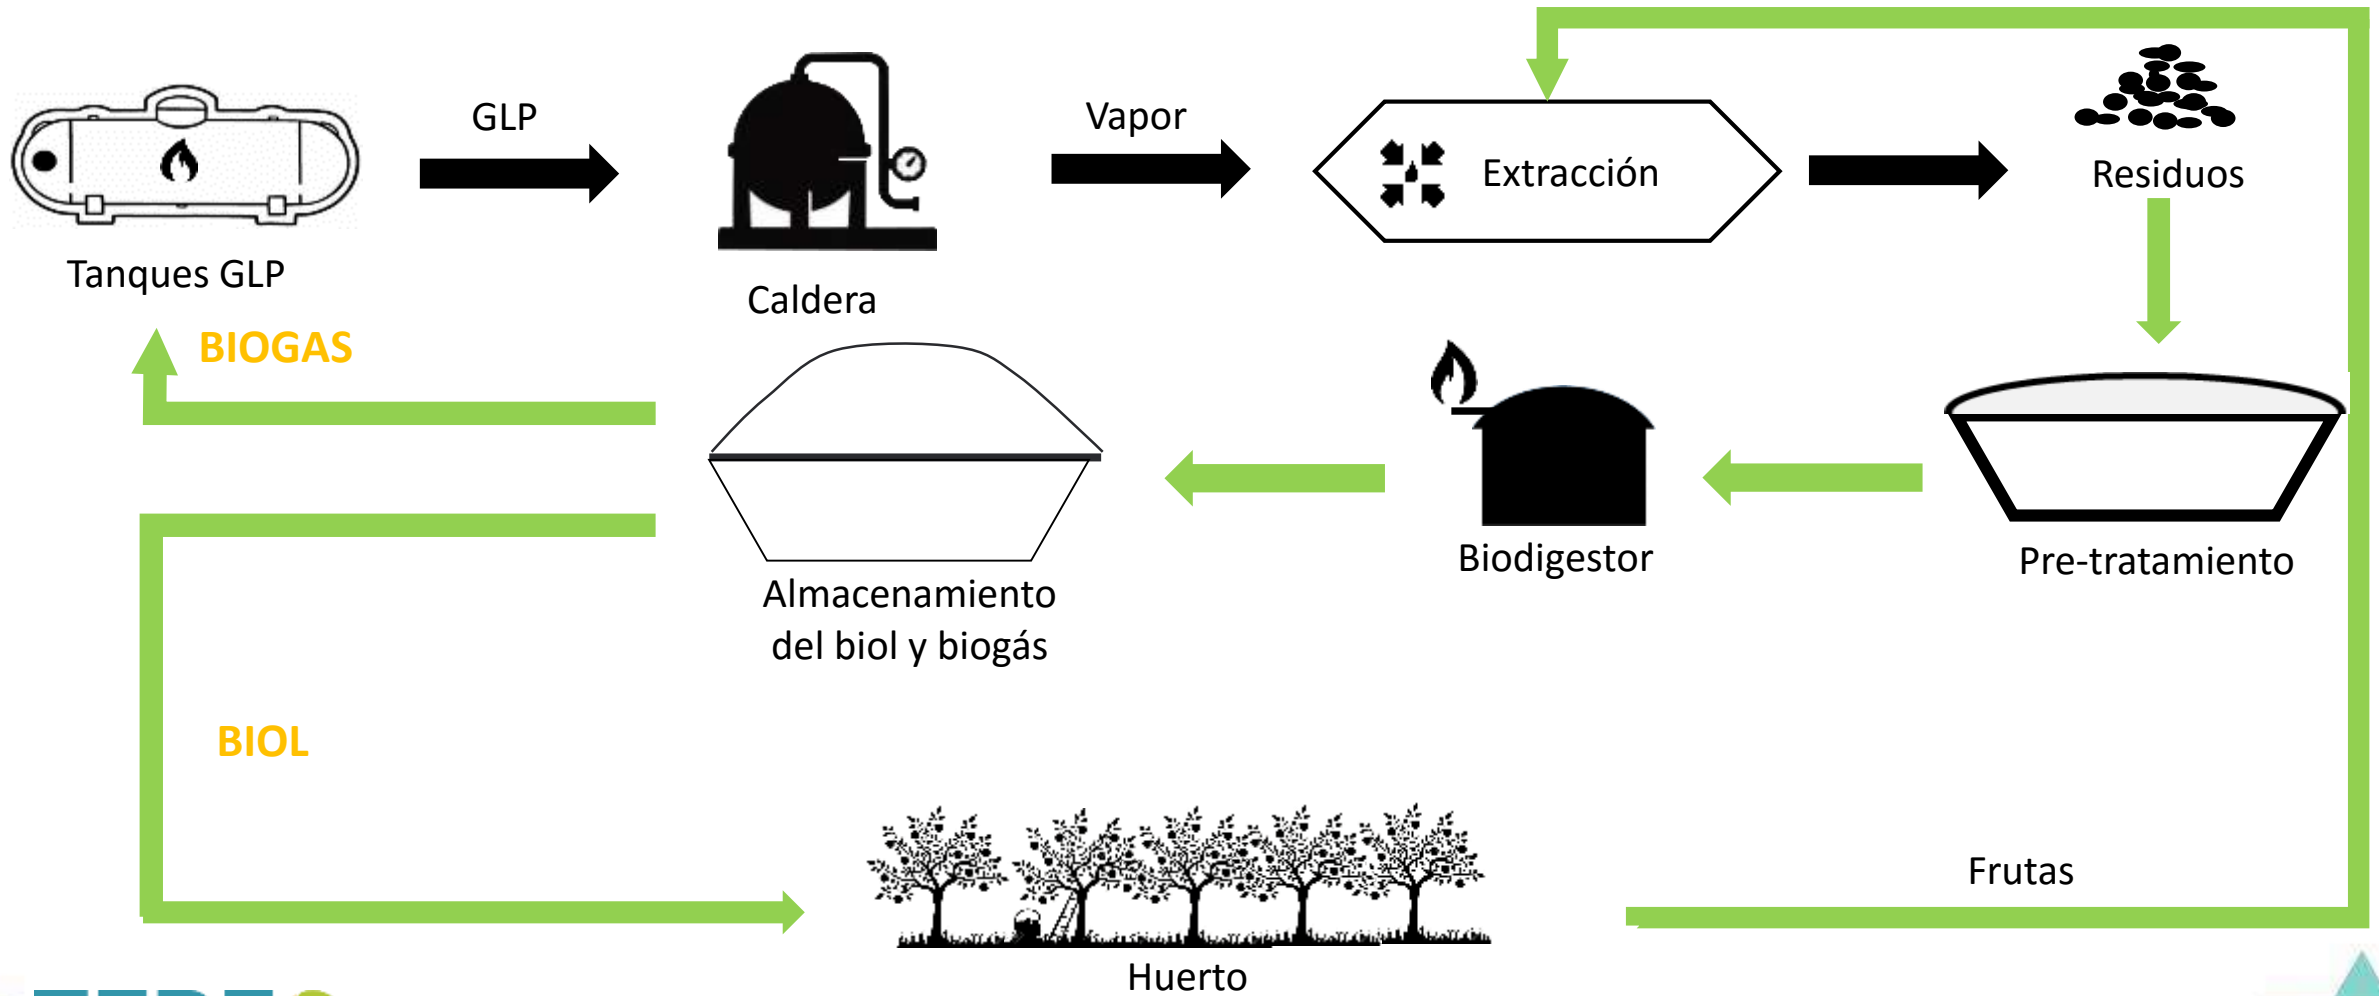 GLP
Vapor
Extracción
Residuos
Tanques GLP
Caldera
BIOGAS
Biodigestor
Pre-tratamiento
Almacenamiento
del biol y biogás
BIOL
Frutas
Huerto